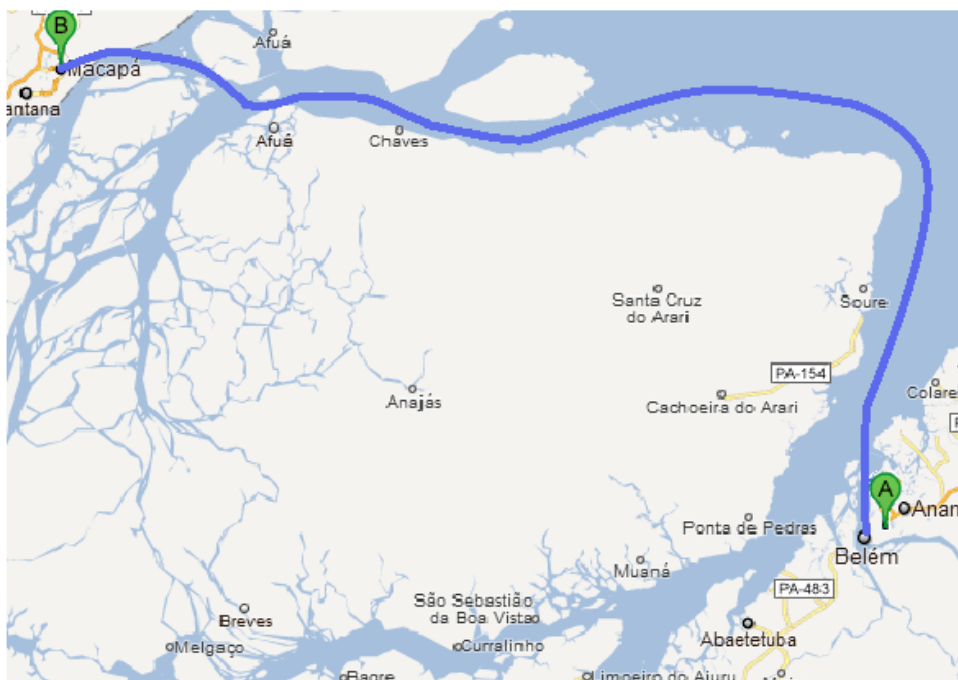 B
Afuá
Macapá
antana
Afuá
Chaves
Santa Cruz
do Arari
Soure
PA-154
Colares
Anajás
Cachoeira do Arari
A
Anan
Ponta de Pedras
Belém
Muaná
PA-483
São Sebastião
da Boa Vista
Breves
Abaetetuba
Melgaço
Curralinho
Bagre
Limoeiro do Ajuru